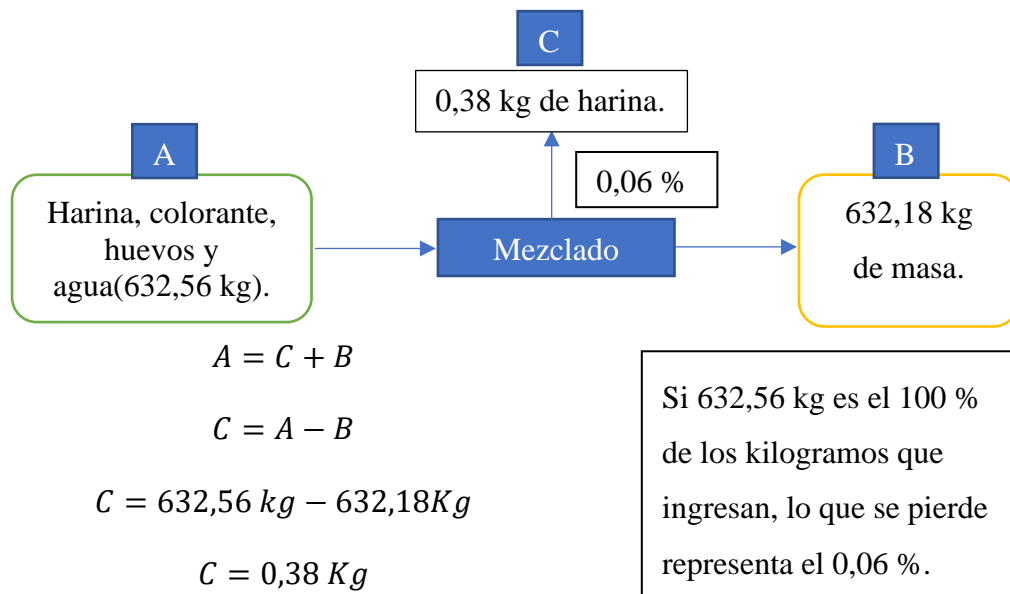 C
0,38 kg de harina.
A
0,06 %
B
Harina, colorante,
huevos y
agua(632,56 kg).
Mezclado
632,18 kg
de masa.
𝐴 = 𝐶 + 𝐵
𝐶 = 𝐴 − 𝐵
𝐶 = 632,56 𝑘𝑔 − 632,18𝐾𝑔
𝐶 = 0,38 𝐾𝑔
Si 632,56 kg es el 100 %
de los kilogramos que
ingresan, lo que se pierde
representa el 0,06 %.